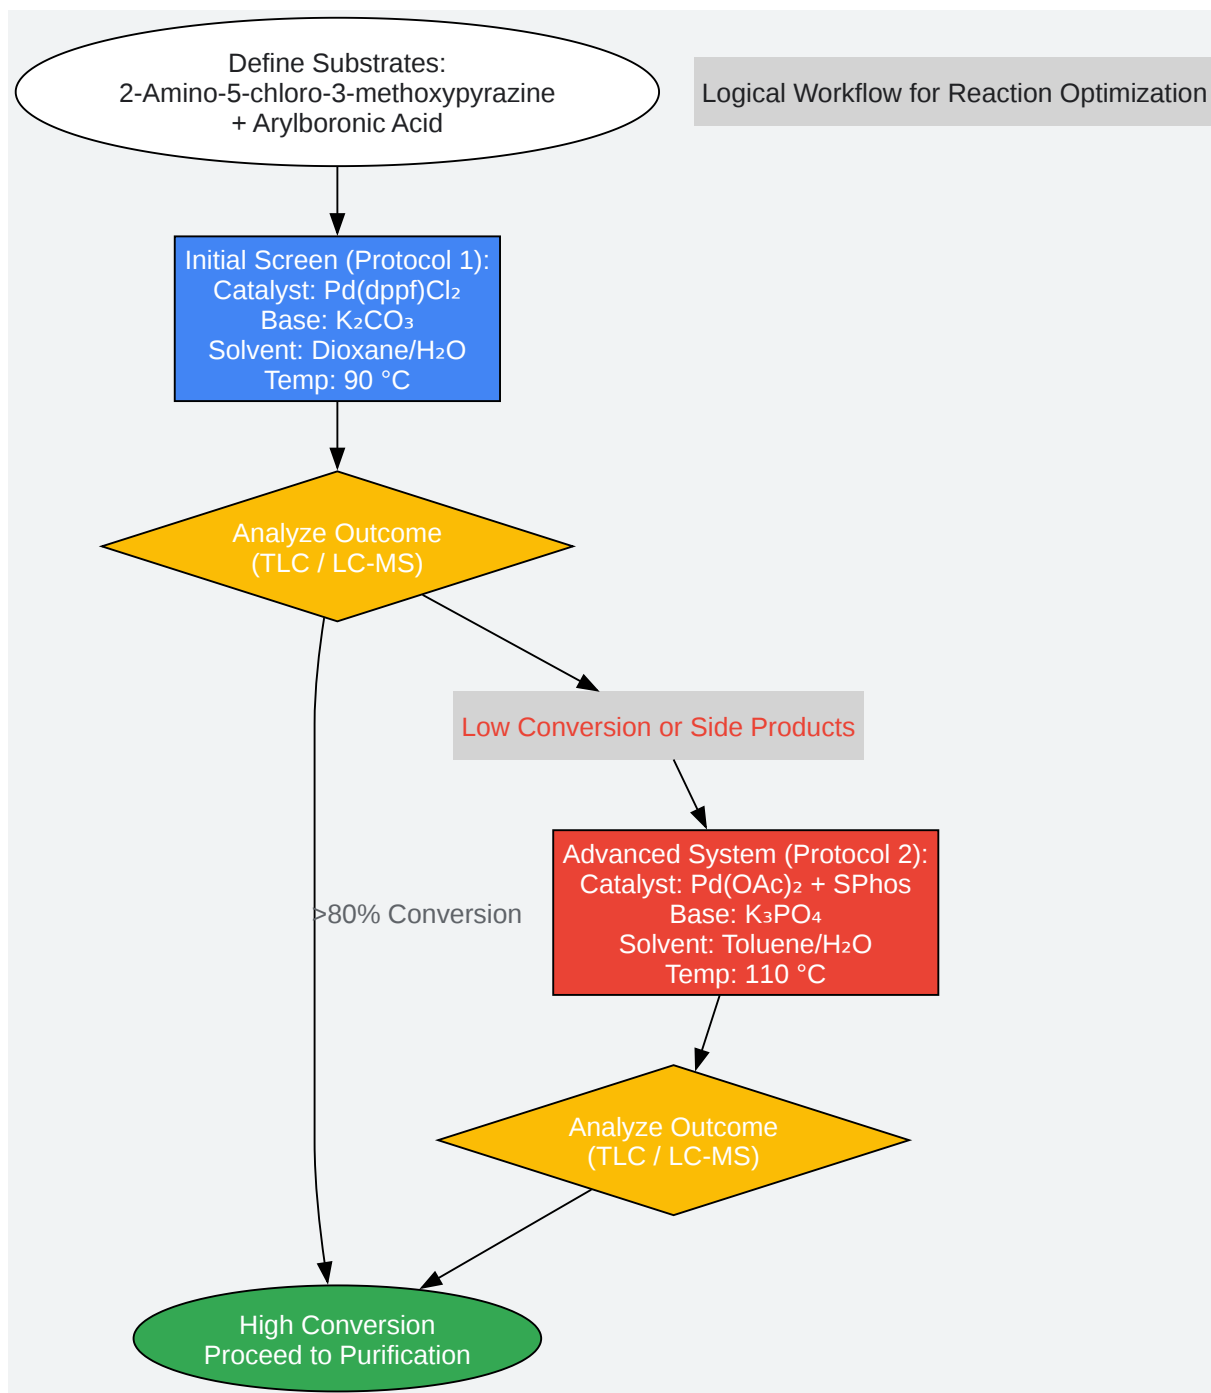 Define Substrates:
2-Amino-5-chloro-3-methoxypyrazine
+ Arylboronic Acid
Logical Workflow for Reaction Optimization
Initial Screen (Protocol 1):
Catalyst: Pd(dppf)Cl₂
Base: K₂CO₃
Solvent: Dioxane/H₂O
Temp: 90 °C
Analyze Outcome
(TLC / LC-MS)
Low Conversion or Side Products
Advanced System (Protocol 2):
Catalyst: Pd(OAc)₂ + SPhos
Base: K₃PO₄
Solvent: Toluene/H₂O
Temp: 110 °C
>80% Conversion
Analyze Outcome
(TLC / LC-MS)
High Conversion
Proceed to Purification